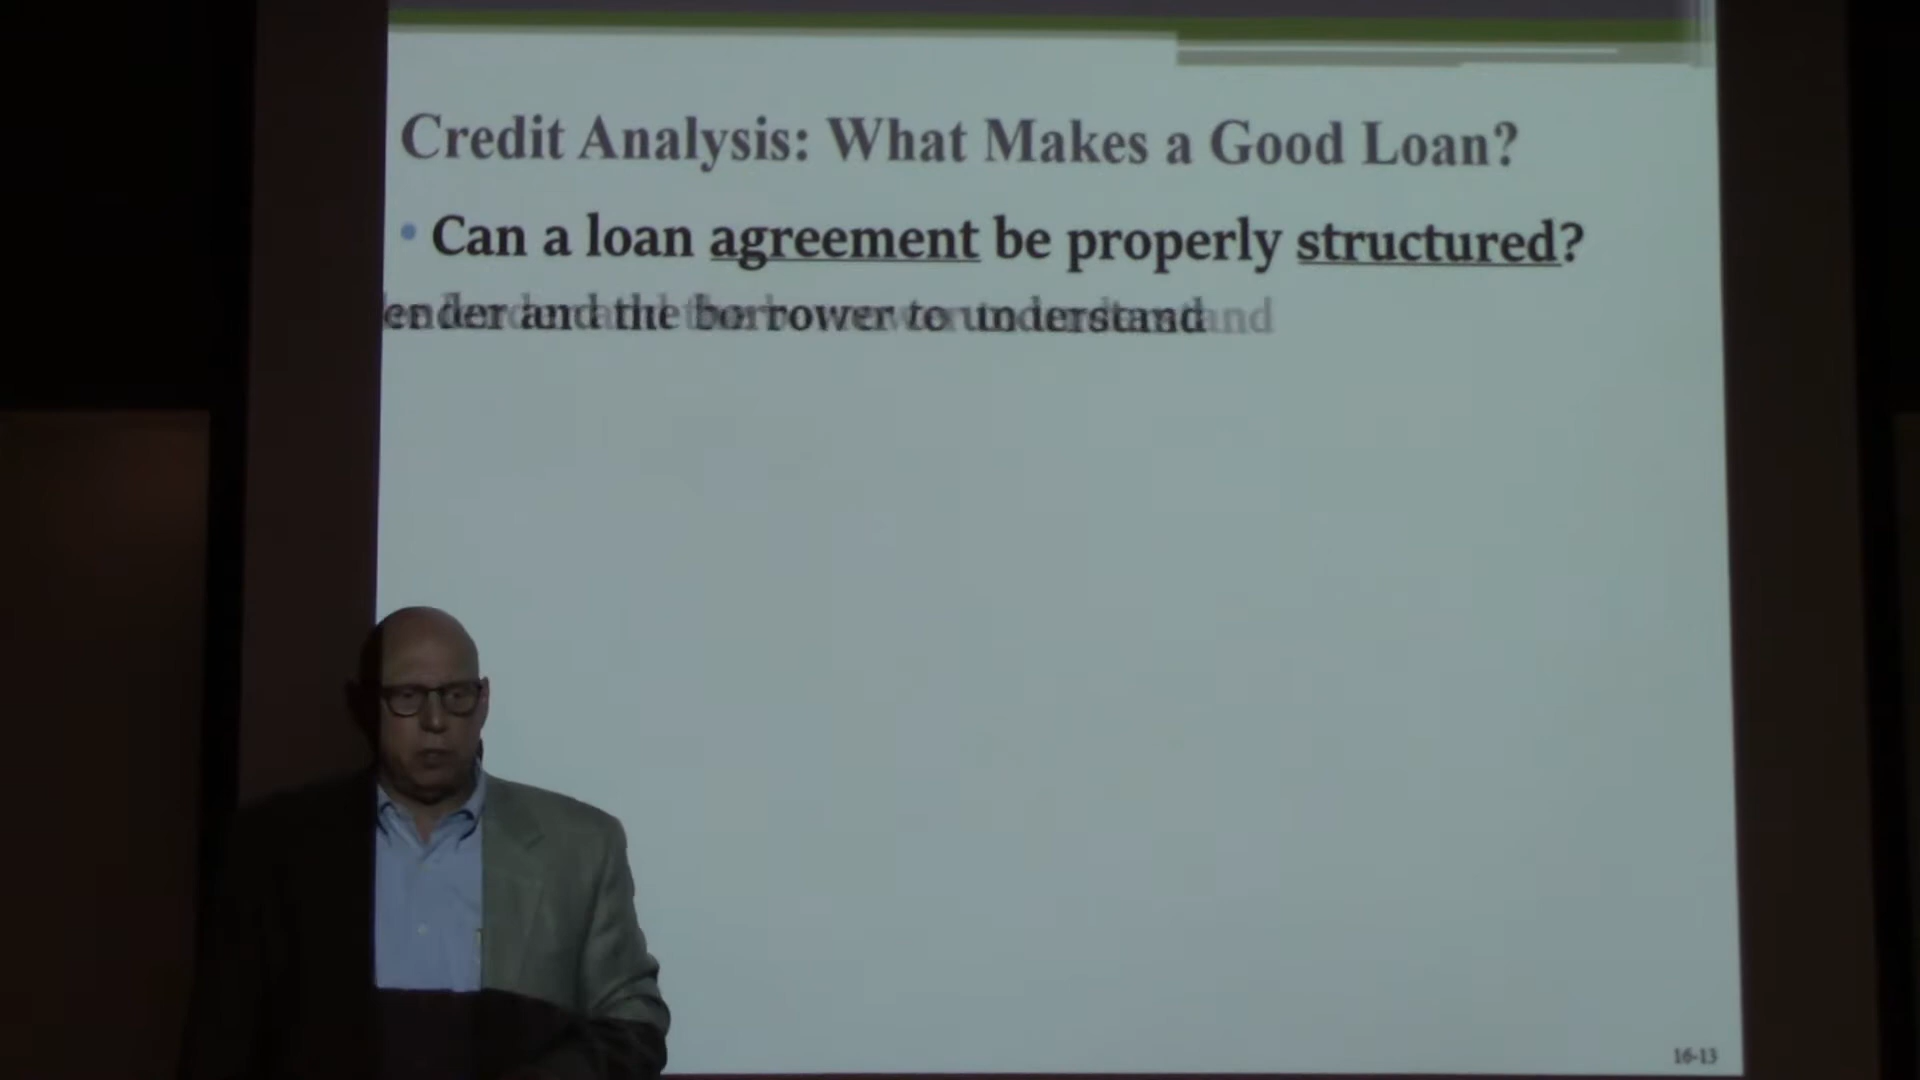 Credit Analysis: What Makes a Good Loan?
• Can a loan agreement be properly structured?
ender and the borrower to understand
16-13